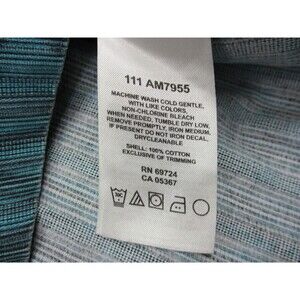 111 AM7955
MACHINE WASH COLD GENTLE,
WITH LIKE COLORS,
NON-CHLORINE BLEACH
WHEN NEEDED, TUMBLE DRY LOW,
REMOVE PROMPTLY, IRON MEDIUM.
IF PRESENT DO NOT IRON DECAL.
DRYCLEANABLE
SHELL: 100% COTTON
EXCLUSIVE OF TRIMMING
RN 69724
CA 05367